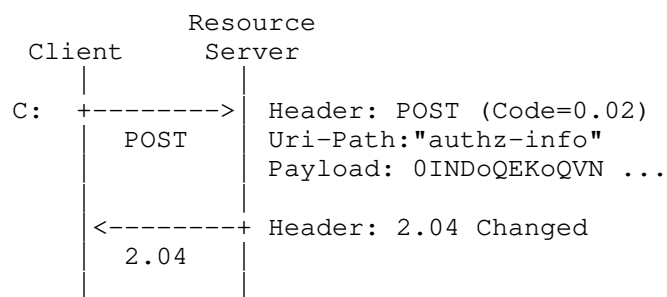 Resource
Client Server
C: +--------> Header: POST (Code=0.02)
POST Uri-Path:"authz-info"
Payload: 0INDoQEKoQVN ...
<--------+ Header: 2.04 Changed
2.04